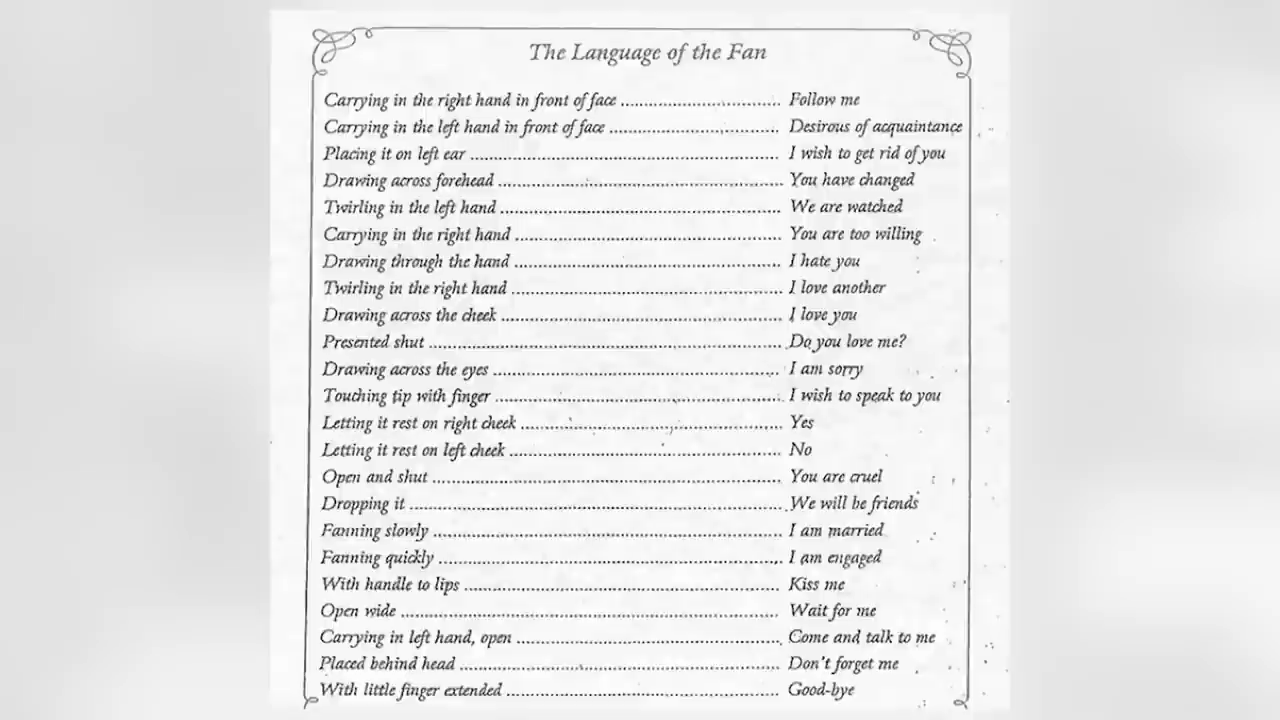 The Language of the Fan
Carrying in the right hand in front of face ........................................ Follow me
Carrying in the left hand in front of face .......................................... Desirous of acquaintance
Placing it on left ear .............................................................................. I wish to get rid of you
Drawing across forehead ....................................................................... You have changed
Twirling in the left hand ....................................................................... We are watched
Carrying in the right hand .................................................................... You are too willing
Drawing through the hand .................................................................... I hate you
Twirling in the right hand ..................................................................... I love another
Drawing across the cheek ....................................................................... I love you
Presented shut ......................................................................................... Do you love me?
Drawing across the eyes ......................................................................... I am sorry
Touching tip with finger ........................................................................ I wish to speak to you
Letting it rest on right cheek .................................................................. Yes
Letting it rest on left cheek ..................................................................... No
Open and shut ........................................................................................ You are cruel
Dropping it .............................................................................................. We will be friends
Fanning slowly ........................................................................................ I am married
Fanning quickly ....................................................................................... I am engaged
With handle to lips ................................................................................ Kiss me
Open wide ................................................................................................ Wait for me
Carrying in left hand, open ................................................................... Come and talk to me
Placed behind head ................................................................................. Don't forget me
With little finger extended ..................................................................... Good-bye